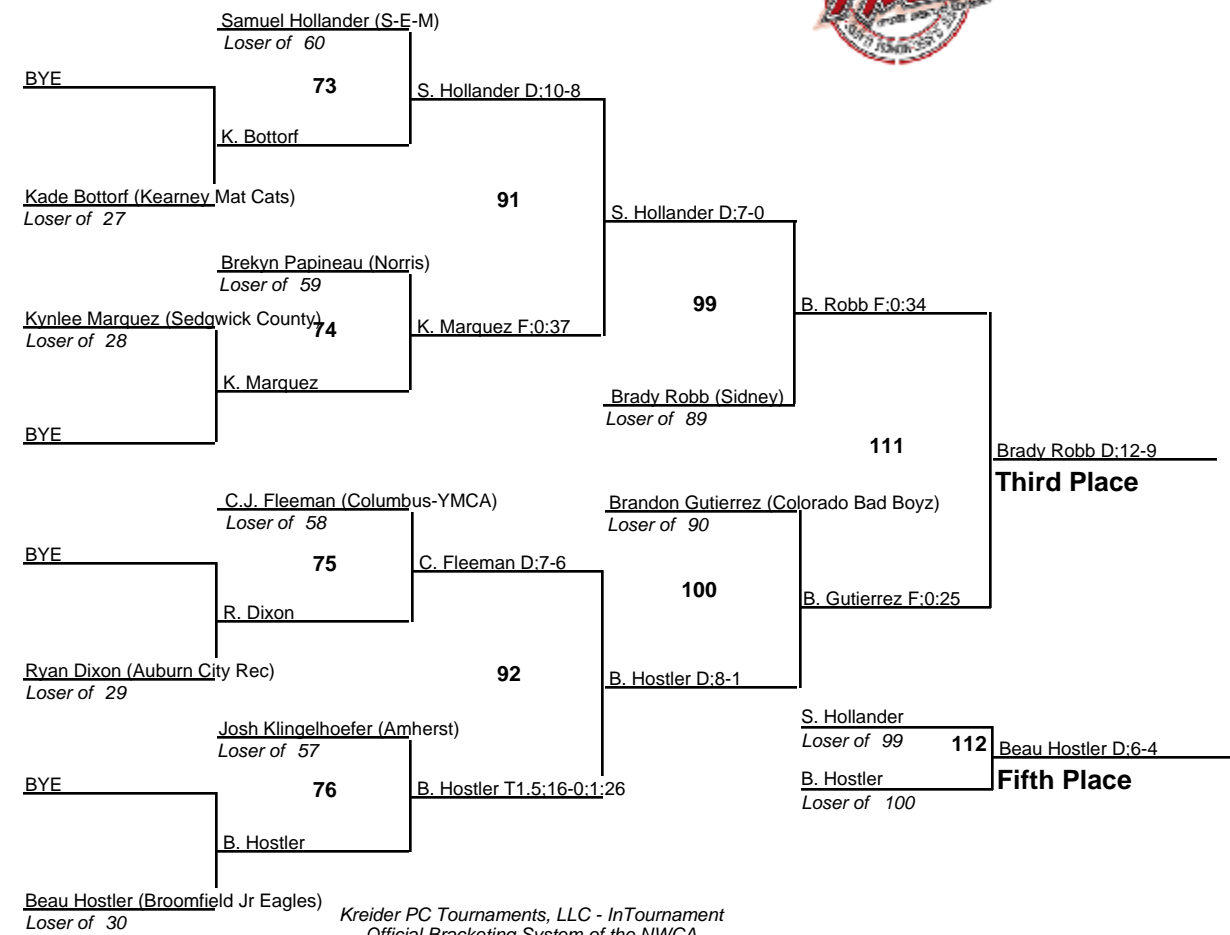 Samuel Hollander (S-E-M)
Loser of 60
BYE
73
S. Hollander D;10-8
K. Bottorf
Kade Bottorf (Kearney Mat Cats)
Loser of 27
91
S. Hollander D;7-0
Brekyn Papineau (Norris)
Loser of 59
Kynlee Marquez (Sedgwick County)
Loser of 28
74
K. Marquez F;0:37
99
B. Robb F;0:34
K. Marquez
Brady Robb (Sidney)
Loser of 89
BYE
111
Brady Robb D;12-9
Third Place
C.J. Fleeman (Columbus-YMCA)
Loser of 58
Brandon Gutierrez (Colorado Bad Boyz)
Loser of 90
BYE
75
C. Fleeman D;7-6
100
B. Gutierrez F;0:25
R. Dixon
Ryan Dixon (Auburn City Rec)
Loser of 29
92
B. Hostler D;8-1
Josh Klingelhoefer (Amherst)
Loser of 57
S. Hollander
Loser of 99
112
Beau Hostler D;6-4
Fifth Place
BYE
76
B. Hostler T1.5;16-0;1:26
B. Hostler
Loser of 100
B. Hostler
Beau Hostler (Broomfield Jr Eagles)
Loser of 30
Kreider PC Tournaments, LLC - InTournament
Official Bracketing System of the NWCA